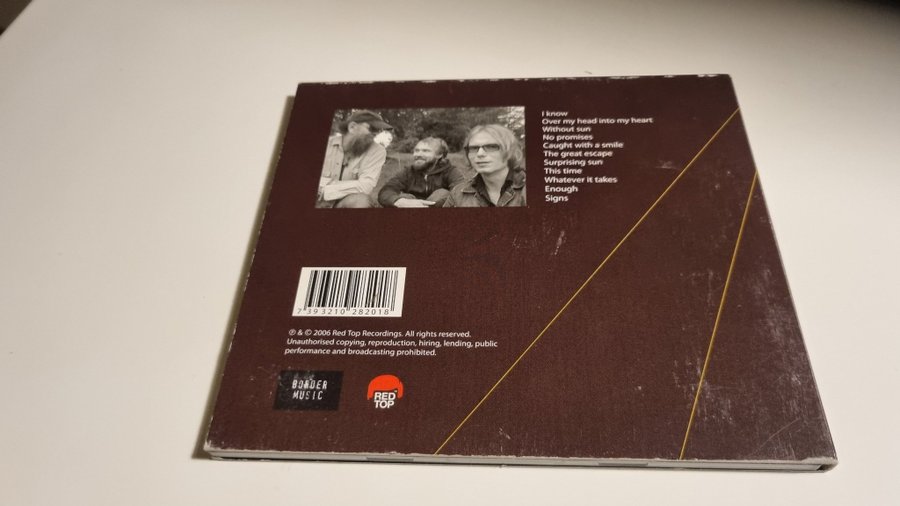 I know
Over my head into my heart
Without sun
No promises
Caught with a smile
The great escape
Surprising sun
This time
Whatever it takes
Enough
Signs
7 393210 282018
℗ & © 2006 Red Top Recordings. All rights reserved.
Unauthorised copying, reproduction, hiring, lending, public
performance and broadcasting prohibited.
BORDER
MUSIC
RED
TOP